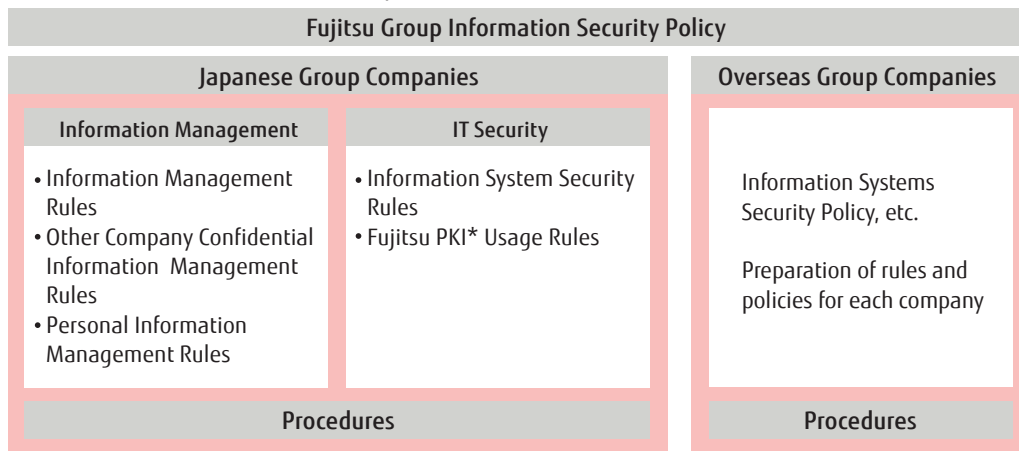 Fujitsu Group Information Security Policy
Japanese Group Companies
Information Management
• Information Management
Rules
• Other Company Confidential
Information Management
Rules
• Personal Information
Management Rules
IT Security
• Information System Security
Rules
• Fujitsu PKI* Usage Rules
Procedures
Overseas Group Companies
Information Systems
Security Policy, etc.
Preparation of rules and
policies for each company
Procedures